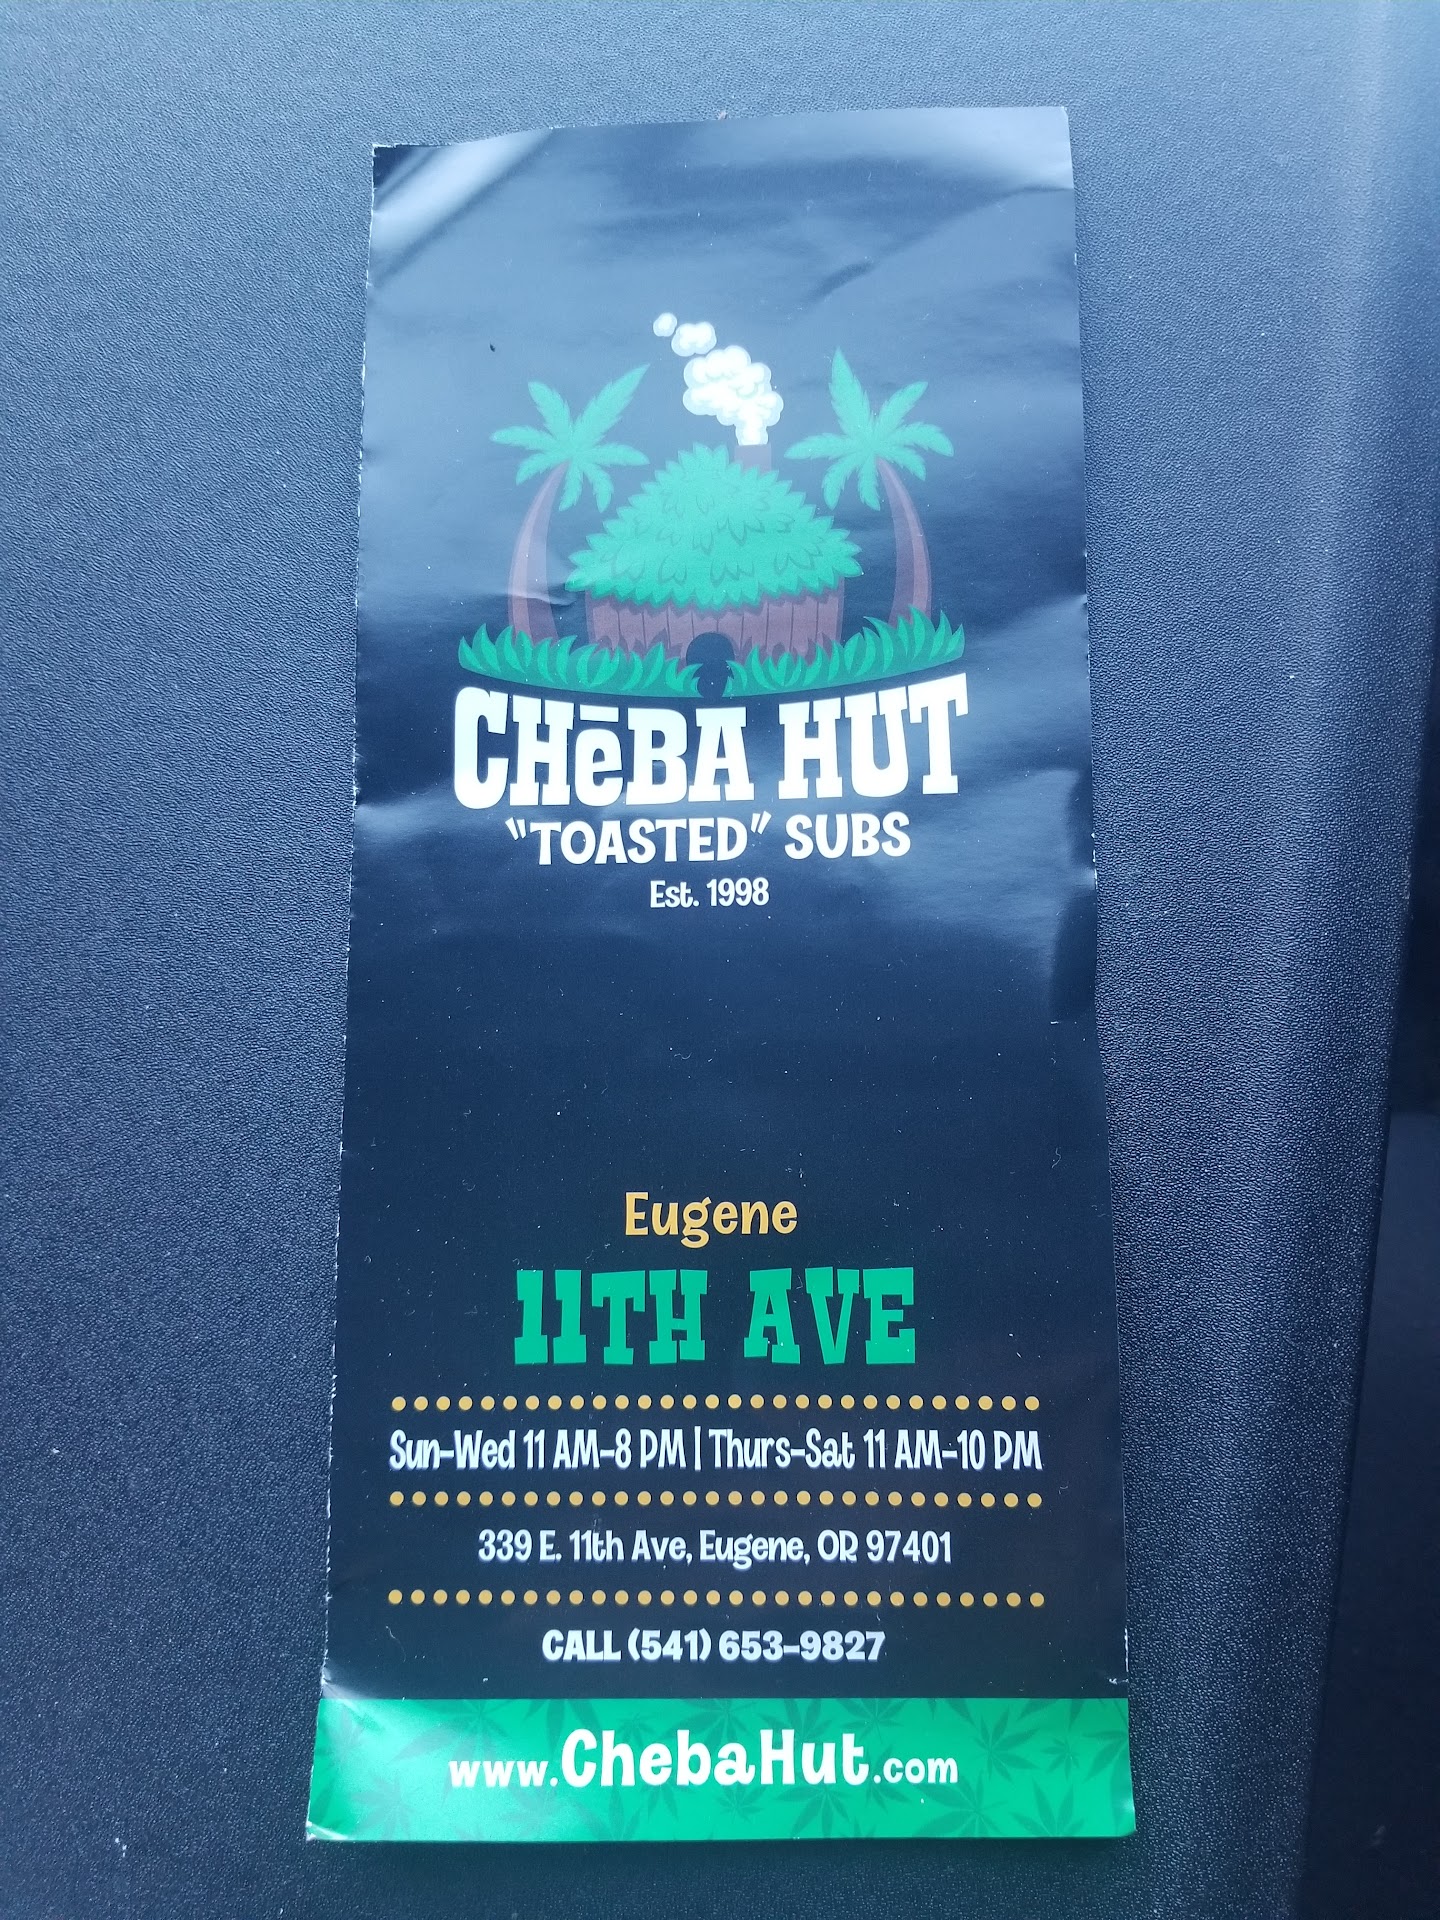 CHēBA HUT
"TOASTED" SUBS
Est. 1998
Eugene
11TH AVE
Sun-Wed 11 AM-8 PM | Thurs-Sat 11 AM-10 PM
339 E. 11th Ave, Eugene, OR 97401
CALL (541) 653-9827
www.ChebaHut.com